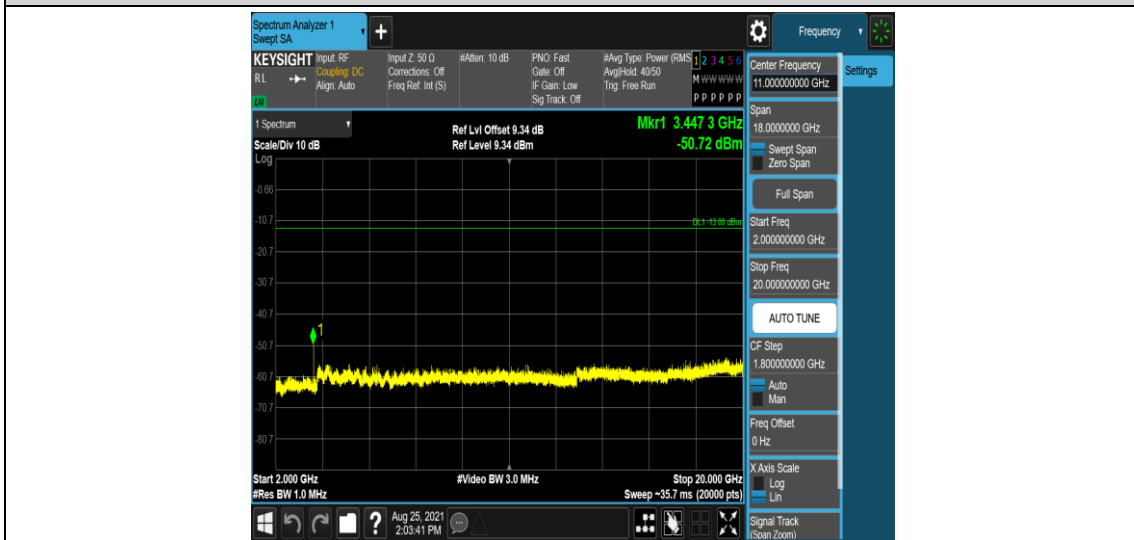 Spectrum Analyzer 1
Swept SA
+
Frequency
KEYSIGHT
RL
LXI
Input: RF
Coupling: DC
Align: Auto
Input Z: 50 Ω
Corrections: Off
Freq Ref: Int (S)
#Atten: 10 dB
PNO: Fast
Gate: Off
IF Gain: Low
Sig Track: Off
#Avg Type: Power (RMS
Avg|Hold: 40/50
Trig: Free Run
1 2 3 4 5 6
M W W W W W
P P P P P P
1 Spectrum
Scale/Div 10 dB
Log
Ref Lvl Offset 9.34 dB
Ref Level 9.34 dBm
Mkr1 3.447 3 GHz
-50.72 dBm
-0.66
-10.7
DL1 -13.00 dBm
-20.7
-30.7
-40.7
1
-50.7
-60.7
-70.7
-80.7
Start 2.000 GHz
#Video BW 3.0 MHz
Stop 20.000 GHz
#Res BW 1.0 MHz
Sweep ~35.7 ms (20000 pts)
?
Aug 25, 2021
2:03:41 PM
Center Frequency
11.000000000 GHz
Settings
Span
18.0000000 GHz
Swept Span
Zero Span
Full Span
Start Freq
2.000000000 GHz
Stop Freq
20.000000000 GHz
AUTO TUNE
CF Step
1.800000000 GHz
Auto
Man
Freq Offset
0 Hz
X Axis Scale
Log
Lin
Signal Track
(Span Zoom)